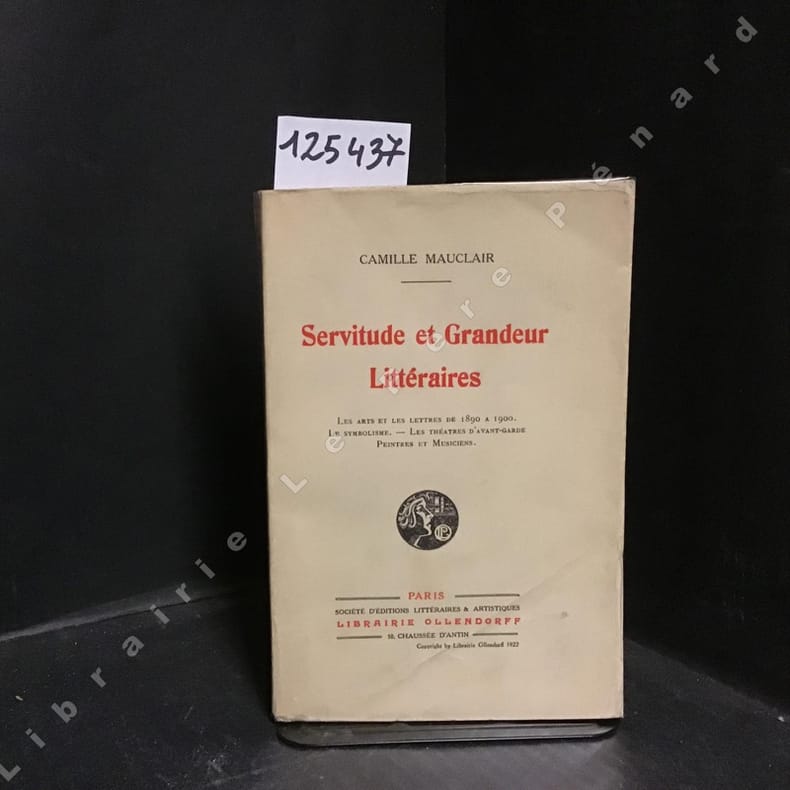 125437
CAMILLE MAUCLAIR
Servitude et Grandeur
Littéraires
LES ARTS ET LES LETTRES DE 1890 A 1900.
LE SYMBOLISME. — LES THÉATRES D'AVANT-GARDE
PEINTRES ET MUSICIENS.
PARIS
SOCIÉTÉ D'ÉDITIONS LITTÉRAIRES & ARTISTIQUES
LIBRAIRIE OLLENDORFF
50, CHAUSSÉE D'ANTIN
Copyright by Librairie Ollendorff 1922
Librairie Le Père Pénard